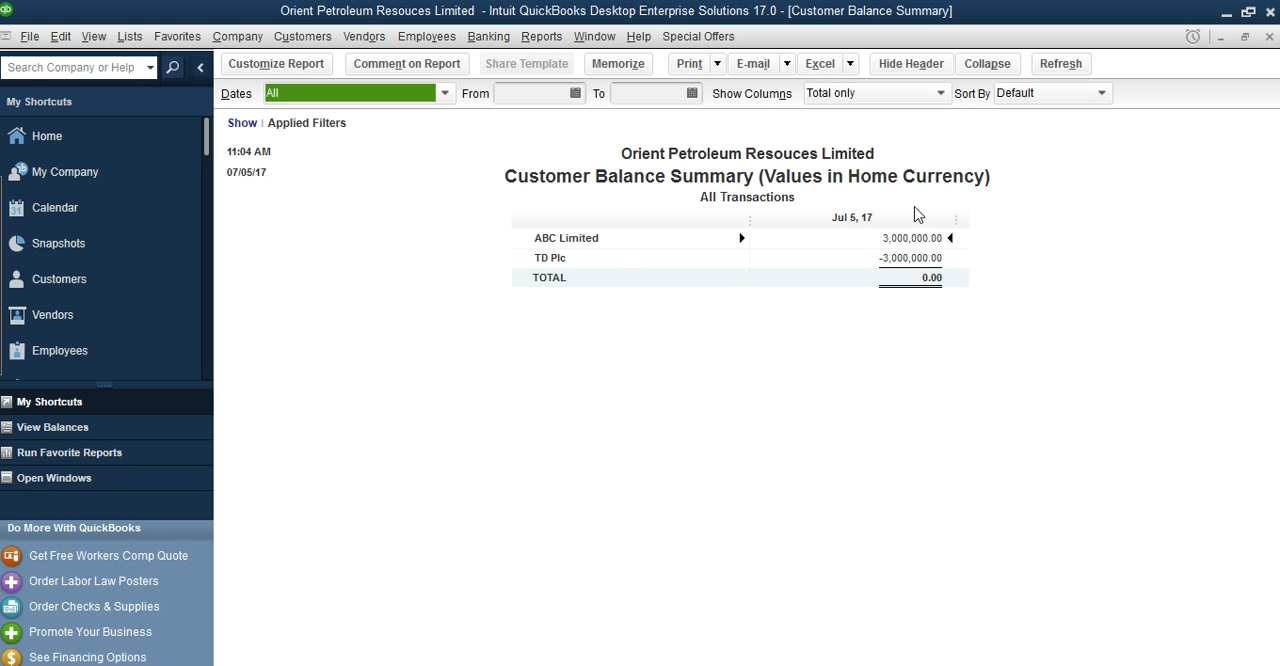 qb Orient Petroleum Resouces Limited - Intuit QuickBooks Desktop Enterprise Solutions 17.0 - [Customer Balance Summary]
File Edit View Lists Favorites Company Customers Vendors Employees Banking Reports Window Help Special Offers
Search Company or Help
Customize Report Comment on Report Share Template Memorize Print E-mail Excel Hide Header Collapse Refresh
Dates All From To Show Columns Total only Sort By Default
My Shortcuts
Home
My Company
31 Calendar
Snapshots
Customers
Vendors
Employees
My Shortcuts
View Balances
Run Favorite Reports
Open Windows
Do More With QuickBooks
Get Free Workers Comp Quote
Order Labor Law Posters
Order Checks & Supplies
Promote Your Business
$ See Financing Options
Show | Applied Filters
11:04 AM
07/05/17
Orient Petroleum Resouces Limited
Customer Balance Summary (Values in Home Currency)
All Transactions
Jul 5, 17
ABC Limited 3,000,000.00
TD Plc -3,000,000.00
TOTAL 0.00